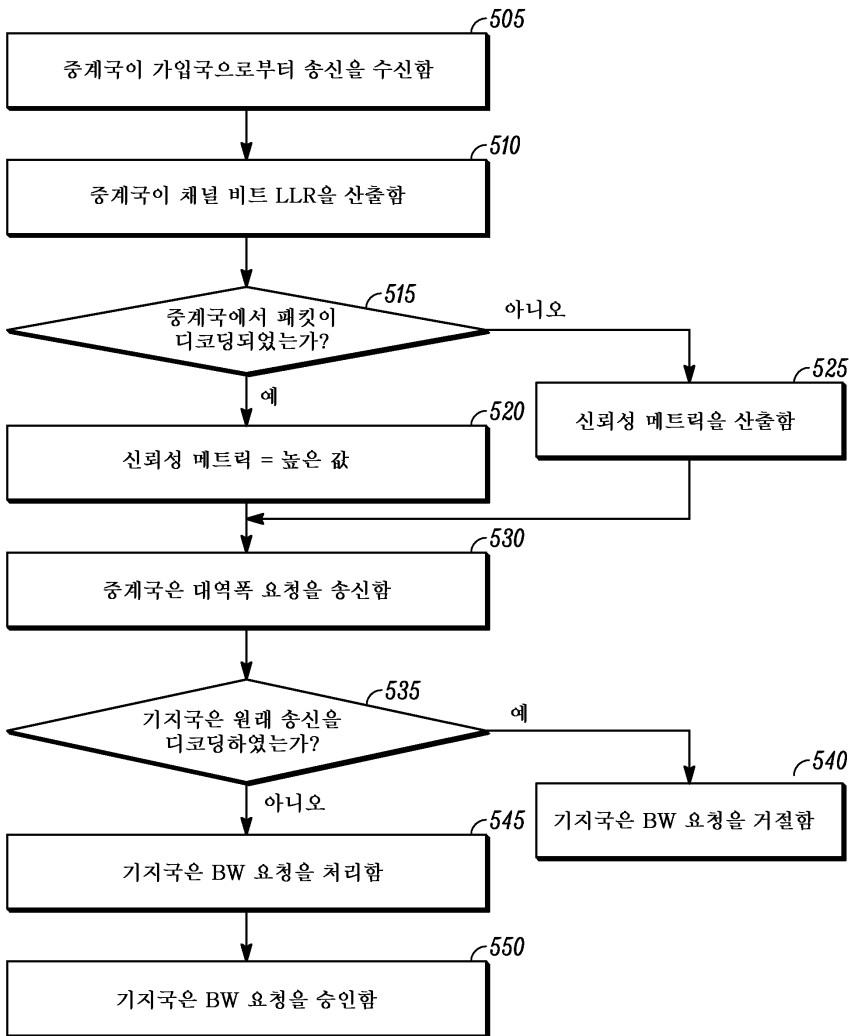 505
중계국이 가입국으로부터 송신을 수신함
510
중계국이 채널 비트 LLR을 산출함
515
중계국에서 패킷이
디코딩되었는가?
아니오
예
525
신뢰성 메트릭을 산출함
520
신뢰성 메트릭 = 높은 값
530
중계국은 대역폭 요청을 송신함
535
기지국은 원래 송신을
디코딩하였는가?
예
아니오
540
기지국은 BW 요청을 거절함
545
기지국은 BW 요청을 처리함
550
기지국은 BW 요청을 승인함